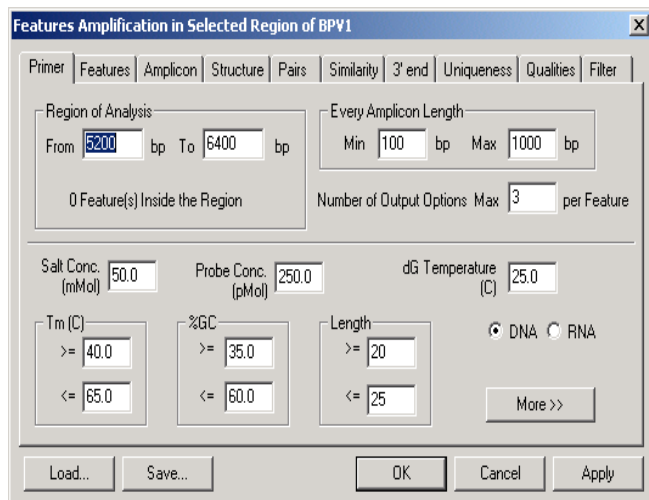 Features Amplification in Selected Region of BPV1
Primer Features Amplicon Structure Pairs Similarity 3' end Uniqueness Qualities Filter
Region of Analysis
From 5200 bp To 6400 bp
0 Feature(s) Inside the Region
Every Amplicon Length
Min 100 bp Max 1000 bp
Number of Output Options Max 3 per Feature
Salt Conc. (mMol) 50.0
Probe Conc. (pMol) 250.0
dG Temperature (C) 25.0
Tm (C)
>= 40.0
<= 65.0
%GC
>= 35.0
<= 60.0
Length
>= 20
<= 25
DNA RNA
More >>
Load... Save... OK Cancel Apply